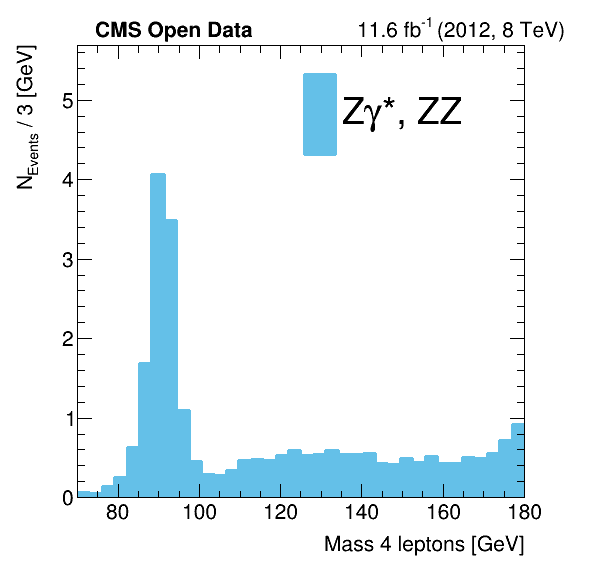 CMS Open Data
11.6 fb⁻¹ (2012, 8 TeV)
N_Events / 3 [GeV]
Zγ*, ZZ
5
4
3
2
1
0
80 100 120 140 160 180
Mass 4 leptons [GeV]